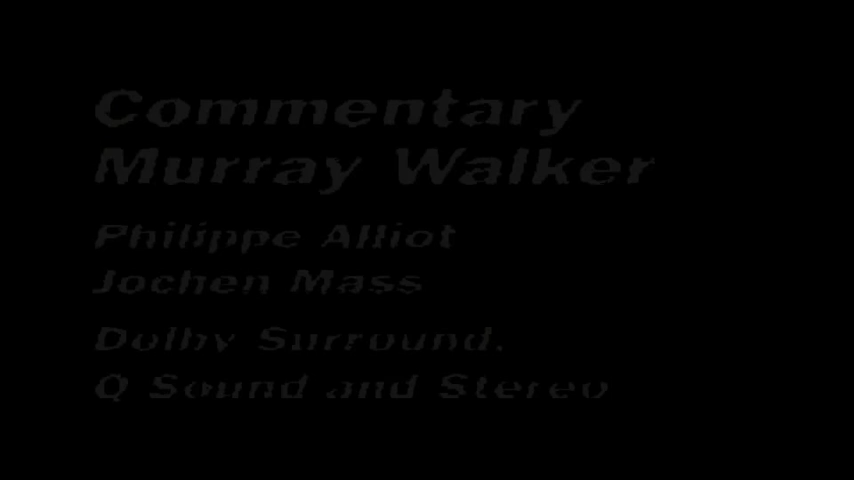 Commentary
Murray Walker
Philippe Alliot
Jochen Mass
Dolby Surround.
Q Sound and Stereo